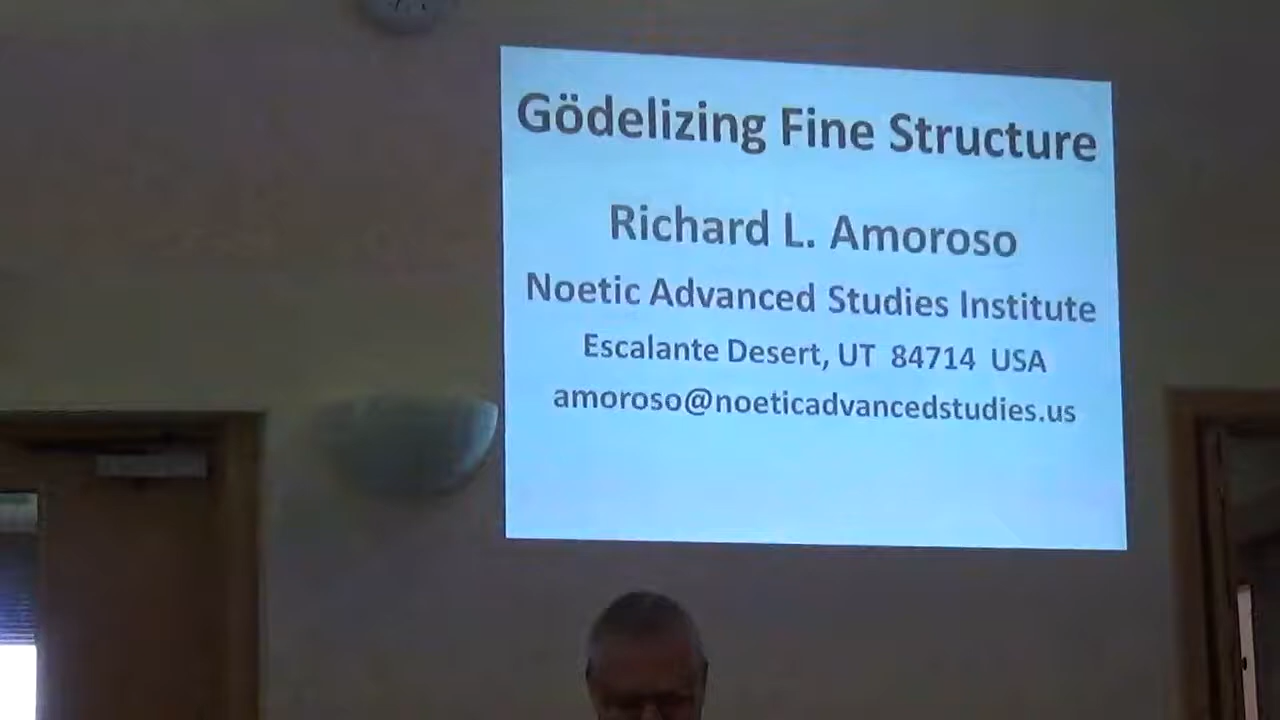 Gödelizing Fine Structure
Richard L. Amoroso
Noetic Advanced Studies Institute
Escalante Desert, UT 84714 USA
amoroso@noeticadvancedstudies.us